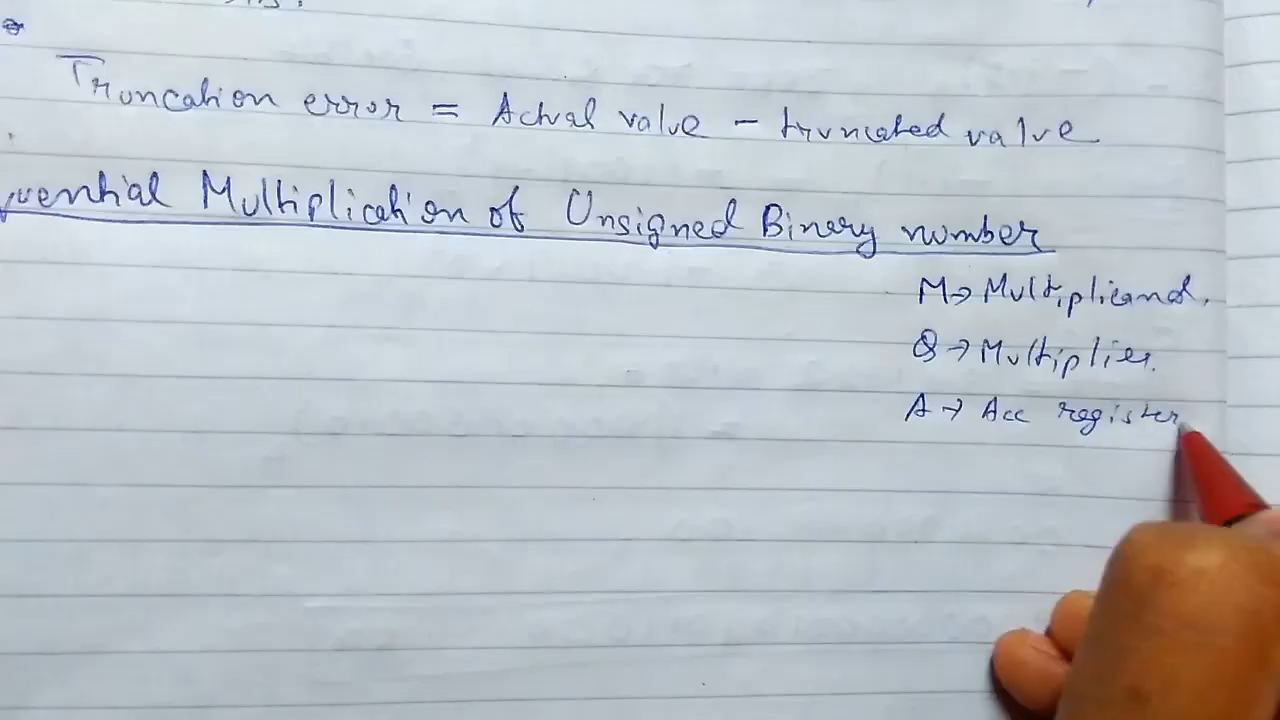 Truncation error = Actual value - truncated value
uential Multiplication of Unsigned Binary number
M → Multiplicand.
Q → Multiplier.
A → Acc register